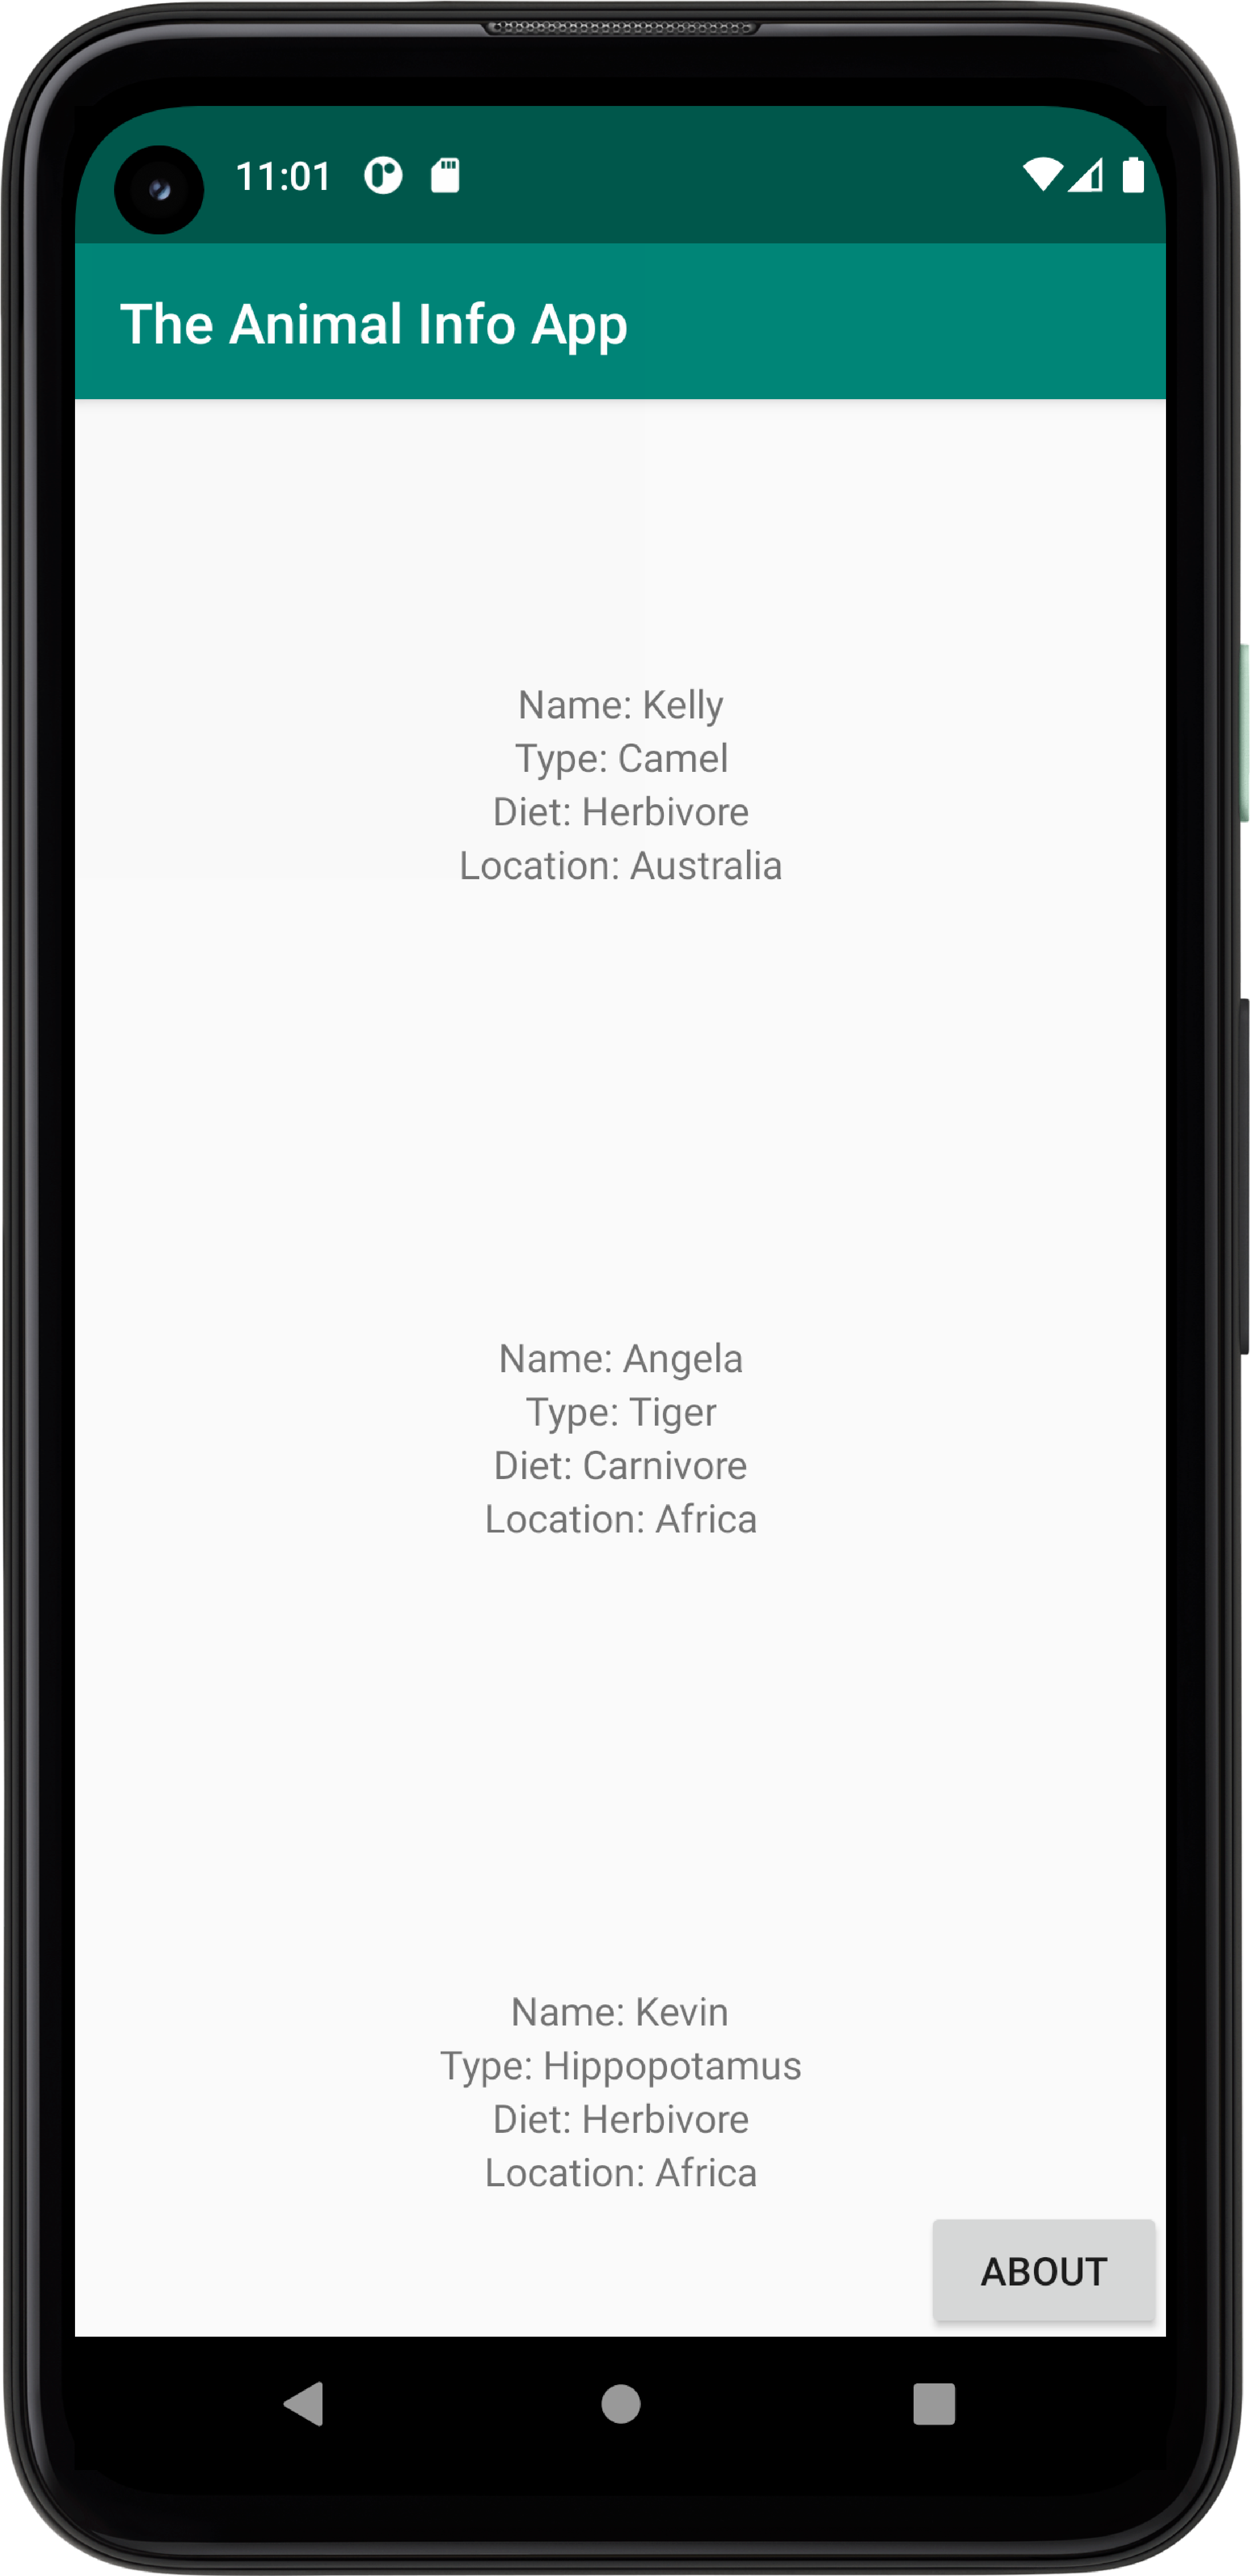 11:01
The Animal Info App
Name: Kelly
Type: Camel
Diet: Herbivore
Location: Australia
Name: Angela
Type: Tiger
Diet: Carnivore
Location: Africa
Name: Kevin
Type: Hippopotamus
Diet: Herbivore
Location: Africa
ABOUT